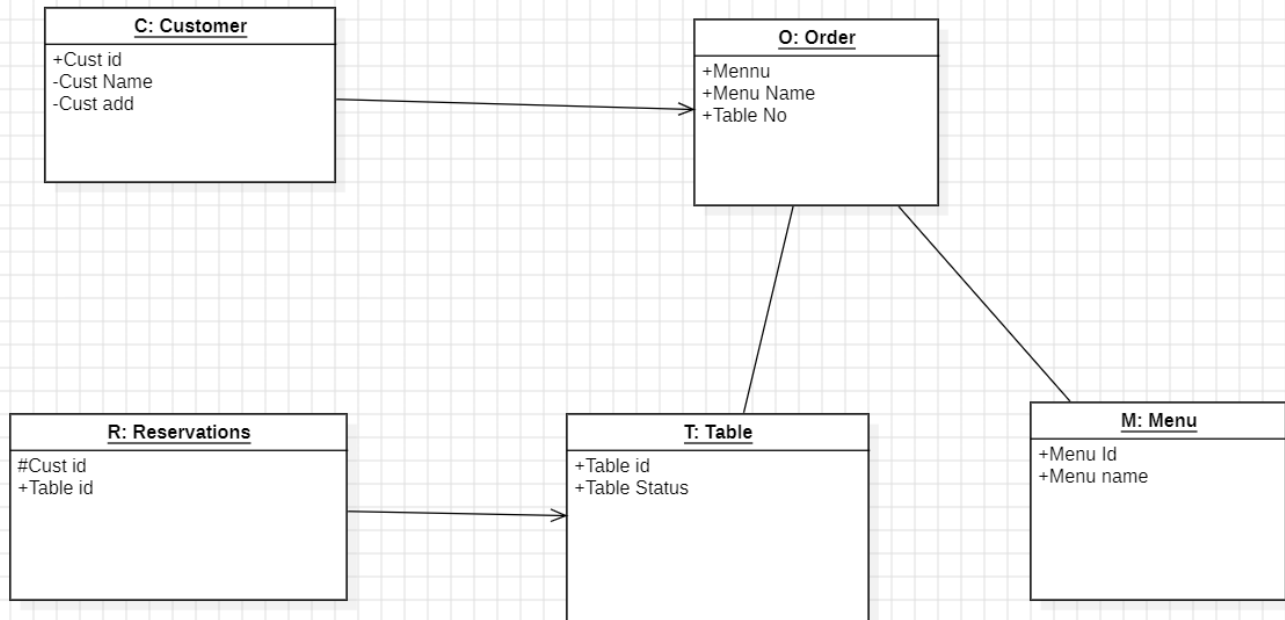 C: Customer
+Cust id
-Cust Name
-Cust add
O: Order
+Mennu
+Menu Name
+Table No
R: Reservations
#Cust id
+Table id
T: Table
+Table id
+Table Status
M: Menu
+Menu Id
+Menu name